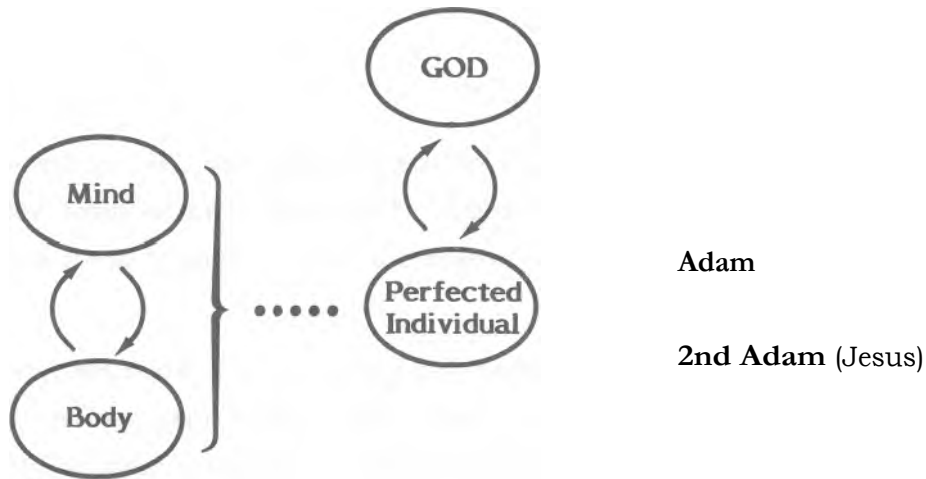 GOD
Mind
Perfected
Individual
Body
Adam
2nd Adam (Jesus)